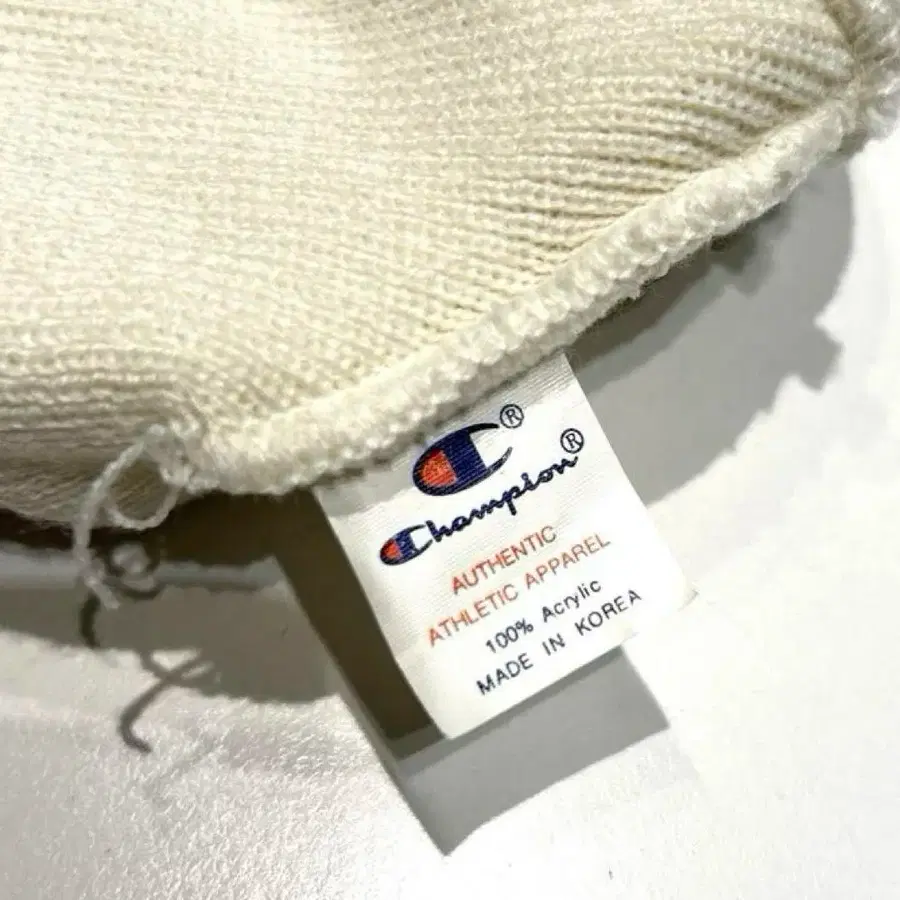 ®
Champion®
AUTHENTIC
ATHLETIC APPAREL
100% Acrylic
MADE IN KOREA